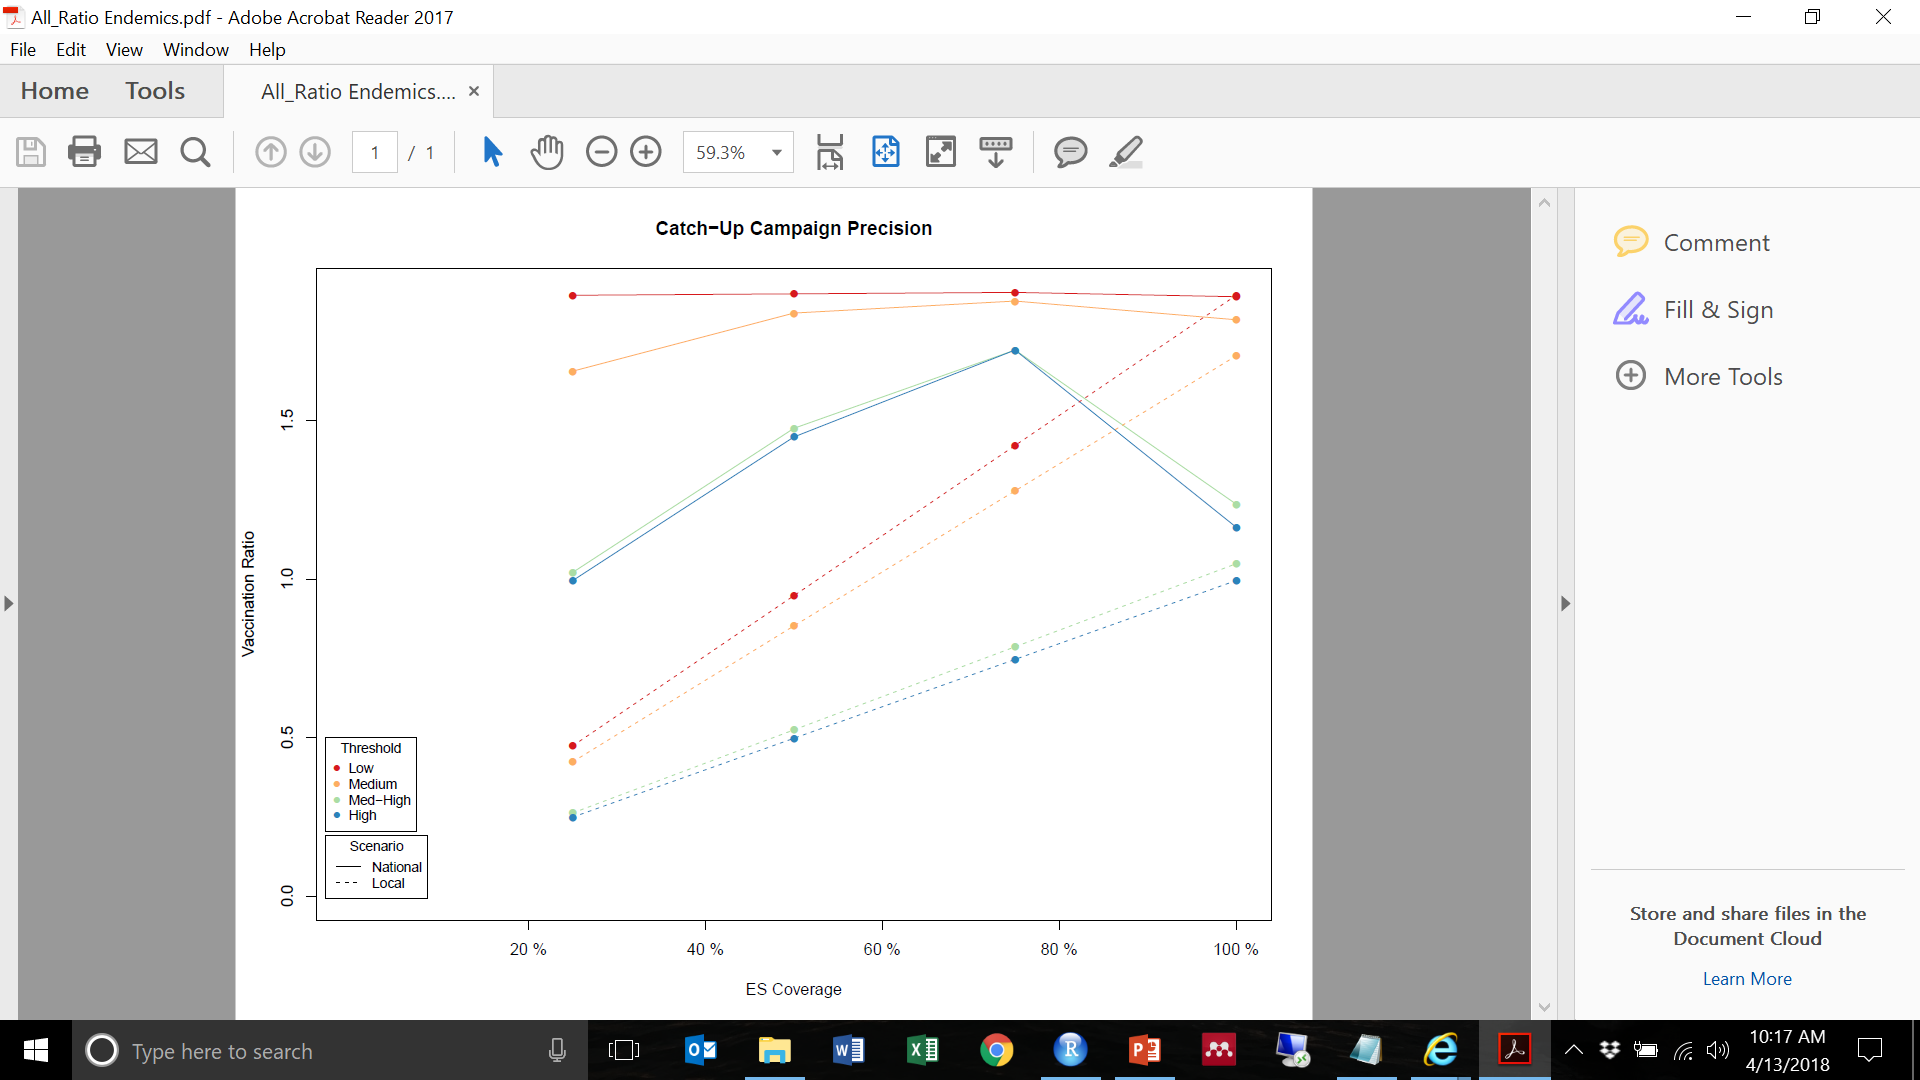 All_Ratio Endemics.pdf - Adobe Acrobat Reader 2017
File Edit View Window Help
Home Tools All_Ratio Endemics.... ×
1 / 1 59.3%
Catch−Up Campaign Precision
Vaccination Ratio
1.5
1.0
0.5
0.0
Threshold
Low
Medium
Med−High
High
Scenario
National
Local
20 % 40 % 60 % 80 % 100 %
ES Coverage
Comment
Fill & Sign
More Tools
Store and share files in the
Document Cloud
Learn More
Type here to search
10:17 AM
4/13/2018